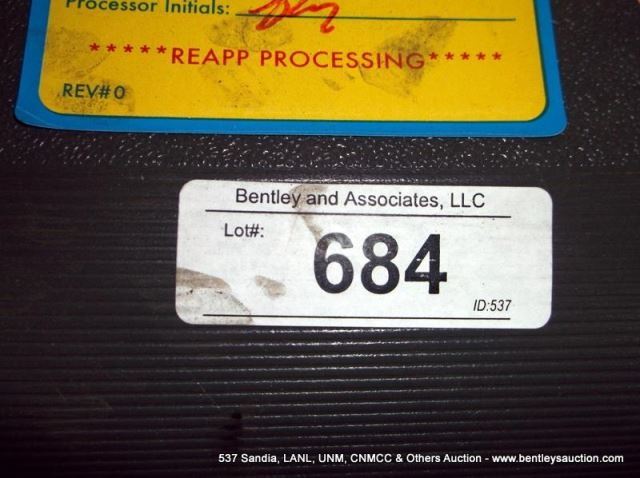 Processor Initials:
*****REAPP PROCESSING*****
REV#0
Bentley and Associates, LLC
Lot#:
684
ID:537
537 Sandia, LANL, UNM, CNMCC & Others Auction - www.bentleysauction.com